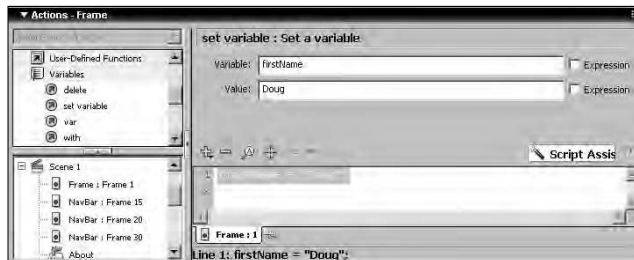 Actions - Frame
User-Defined Functions
Variables
delete
set variable
var
with
set variable : Set a variable
Variable: firstName Expression
Value: Doug Expression
Script Assis
Scene 1
Frame : Frame 1
NavBar : Frame 15
NavBar : Frame 20
NavBar : Frame 30
About
1
Frame : 1
Line 1: firstName = "Doug";